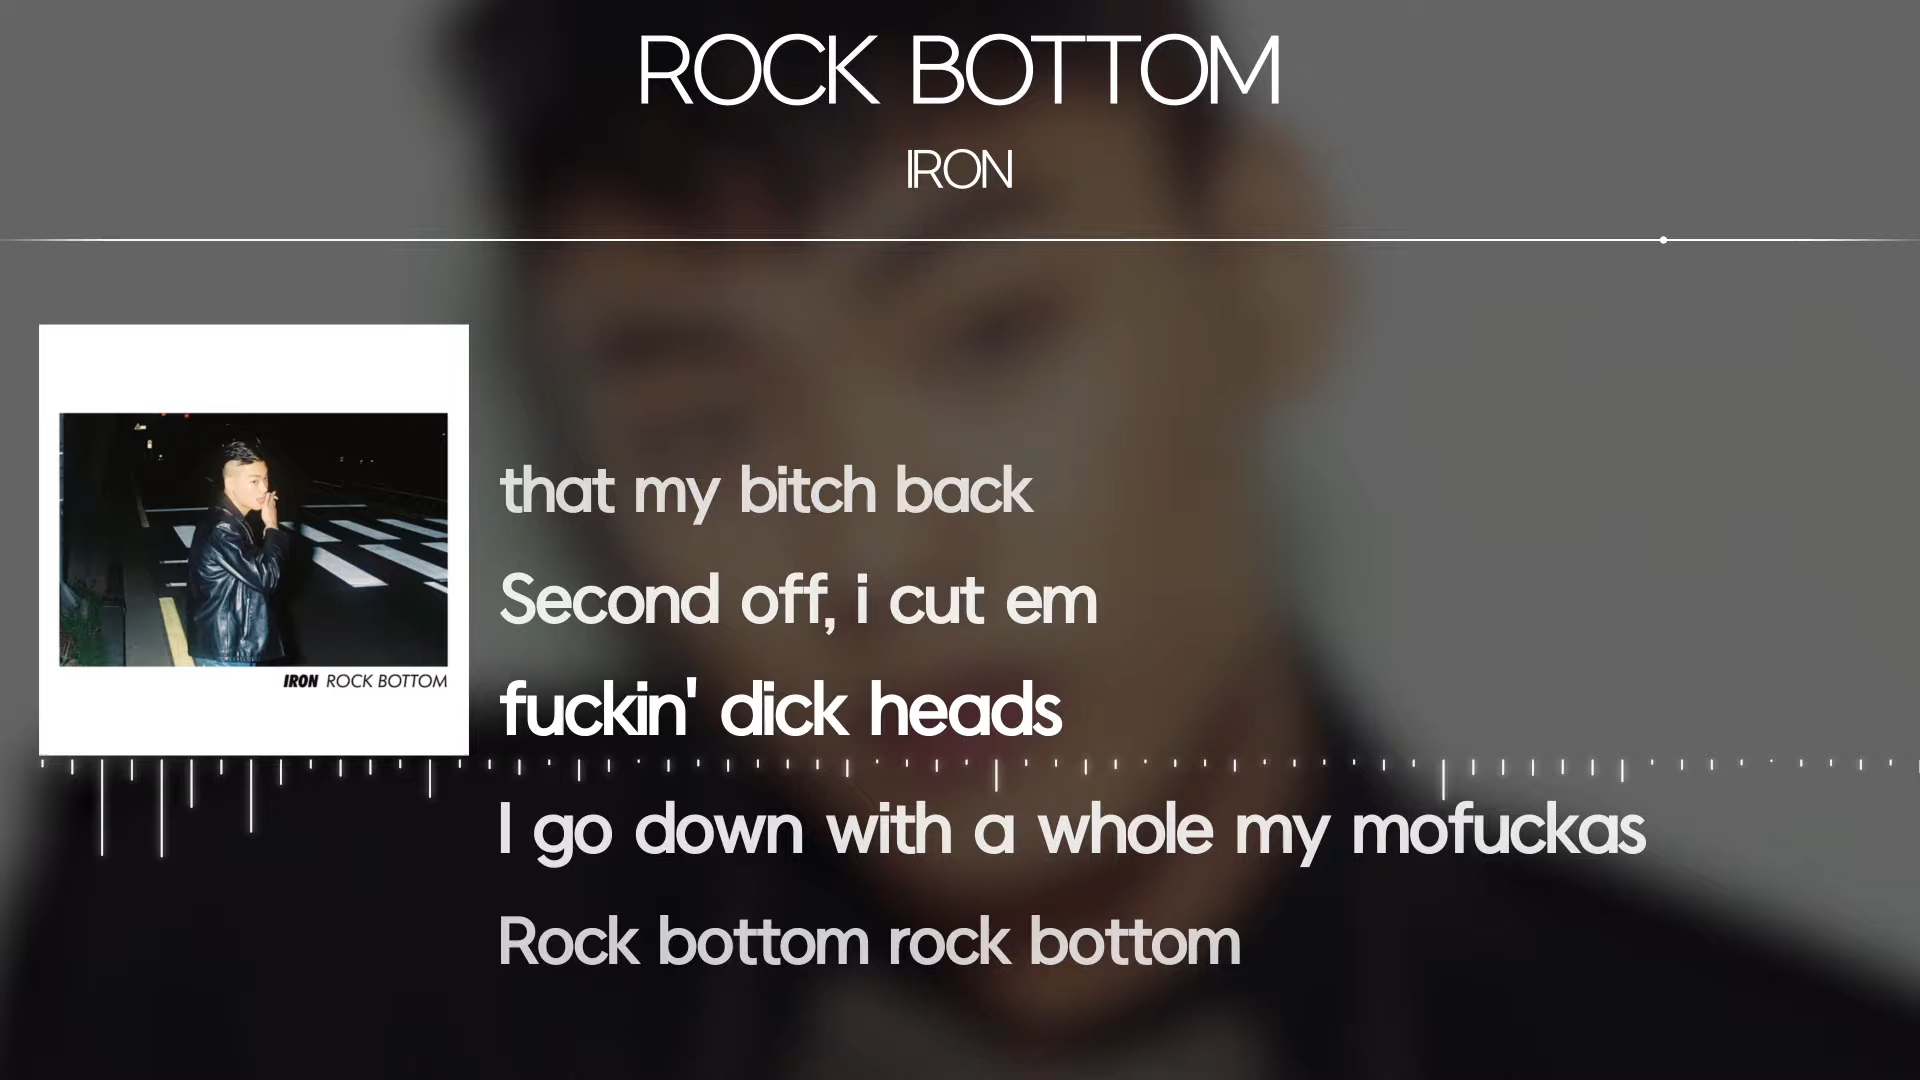 ROCK BOTTOM
IRON
IRON ROCK BOTTOM
that my bitch back
Second off, i cut em
fuckin' dick heads
I go down with a whole my mofuckas
Rock bottom rock bottom